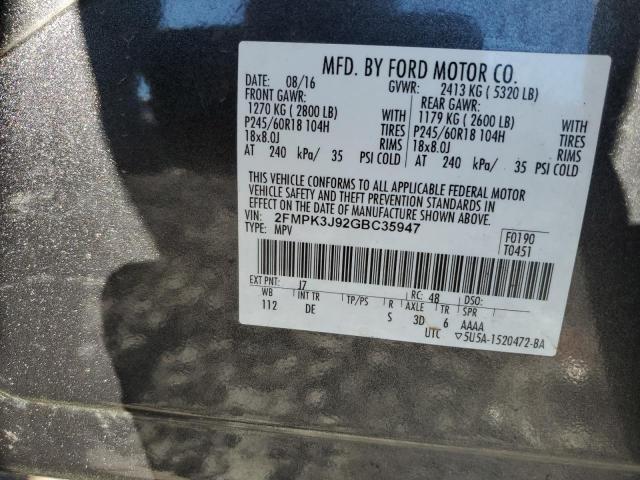 MFD. BY FORD MOTOR CO.
DATE: 08/16 GVWR: 2413 KG ( 5320 LB)
FRONT GAWR: REAR GAWR:
1270 KG ( 2800 LB) 1179 KG ( 2600 LB)
P245/60R18 104H TIRES P245/60R18 104H TIRES
18x8.0J RIMS 18x8.0J RIMS
AT 240 kPa/ 35 PSI COLD AT 240 kPa/ 35 PSI COLD
THIS VEHICLE CONFORMS TO ALL APPLICABLE FEDERAL MOTOR
VEHICLE SAFETY AND THEFT PREVENTION STANDARDS IN
EFFECT ON THE DATE OF MANUFACTURE SHOWN ABOVE.
VIN: 2FMPK3J92GBC35947
TYPE: MPV
F0190
T0451
EXT PNT: J7 RC: 48 DSO:
WB INT TR TP/PS R AXLE TR SPR
112 DE S 3D 6 AAAA
UTC ▽5U5A-1520472-BA